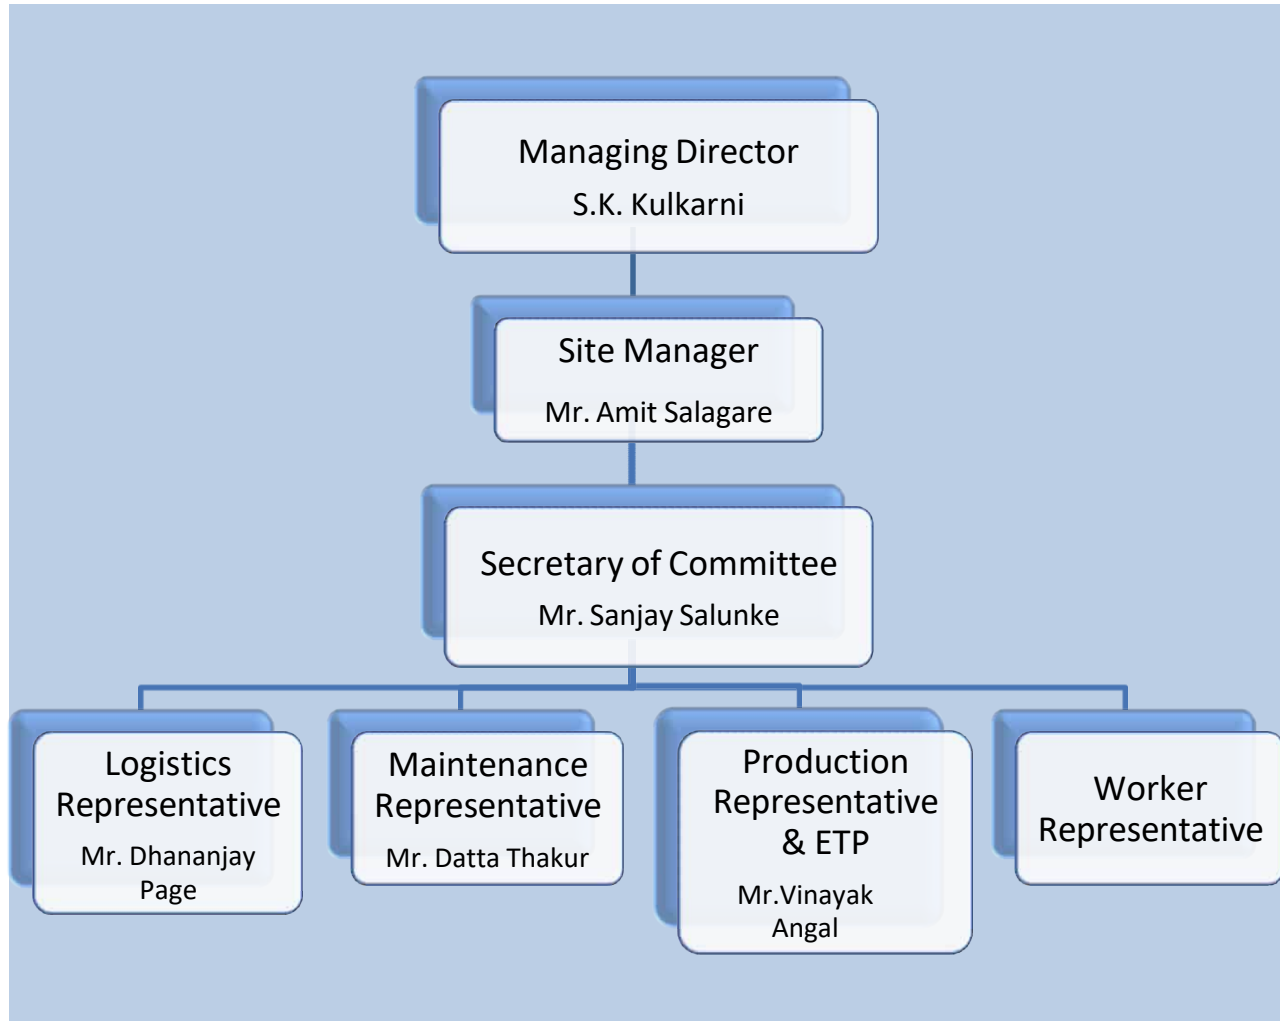 Managing Director
S.K. Kulkarni
Site Manager
Mr. Amit Salagare
Secretary of Committee
Mr. Sanjay Salunke
Logistics
Representative
Mr. Dhananjay
Page
Maintenance
Representative
Mr. Datta Thakur
Production
Representative
& ETP
Mr.Vinayak
Angal
Worker
Representative